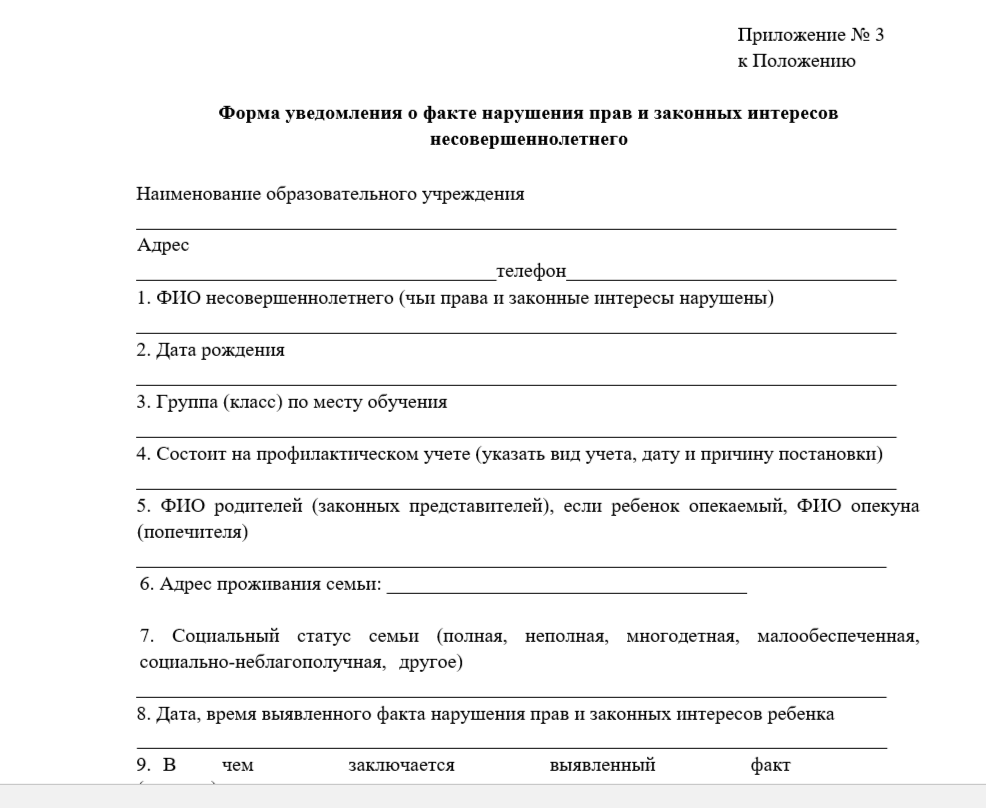 Приложение № 3
к Положению
Форма уведомления о факте нарушения прав и законных интересов
несовершеннолетнего
Наименование образовательного учреждения
Адрес
телефон
1. ФИО несовершеннолетнего (чьи права и законные интересы нарушены)
2. Дата рождения
3. Группа (класс) по месту обучения
4. Состоит на профилактическом учете (указать вид учета, дату и причину постановки)
5. ФИО родителей (законных представителей), если ребенок опекаемый, ФИО опекуна
(попечителя)
6. Адрес проживания семьи:
7. Социальный статус семьи (полная, неполная, многодетная, малообеспеченная,
социально-неблагополучная, другое)
8. Дата, время выявленного факта нарушения прав и законных интересов ребенка
9. В чем заключается выявленный факт